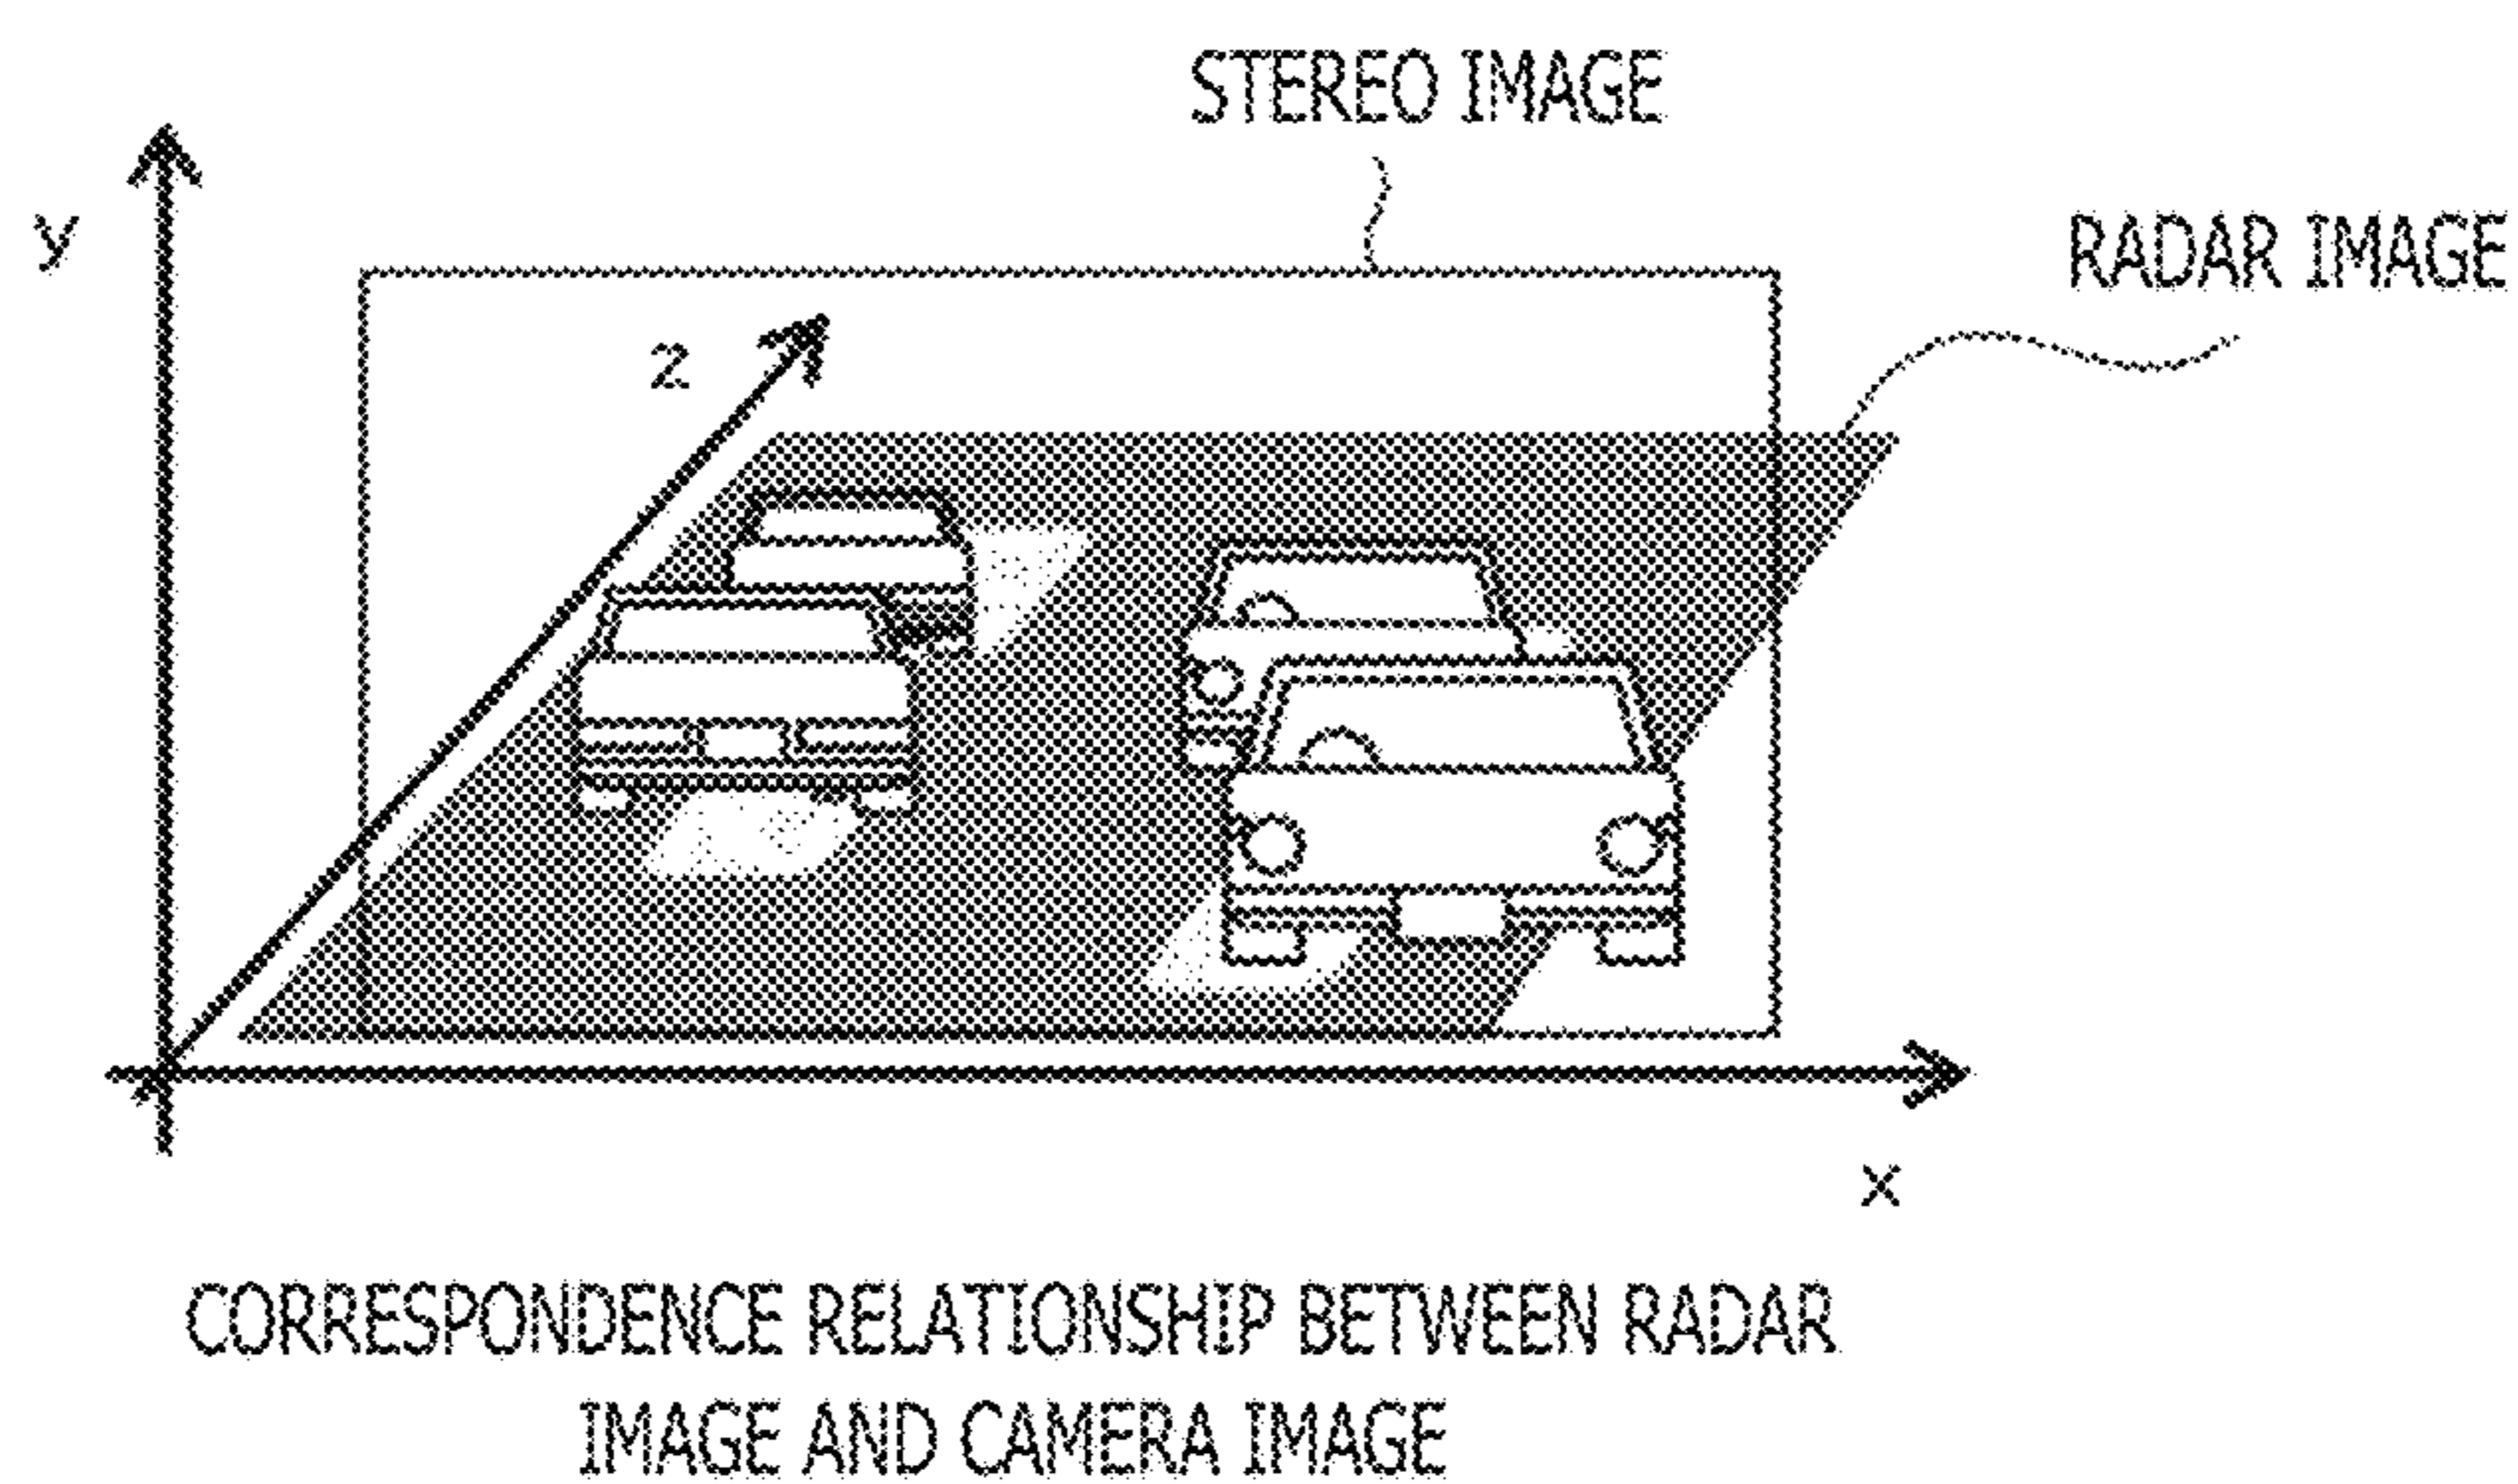 STEREO IMAGE
y
RADAR IMAGE
z
x
CORRESPONDENCE RELATIONSHIP BETWEEN RADAR
IMAGE AND CAMERA IMAGE